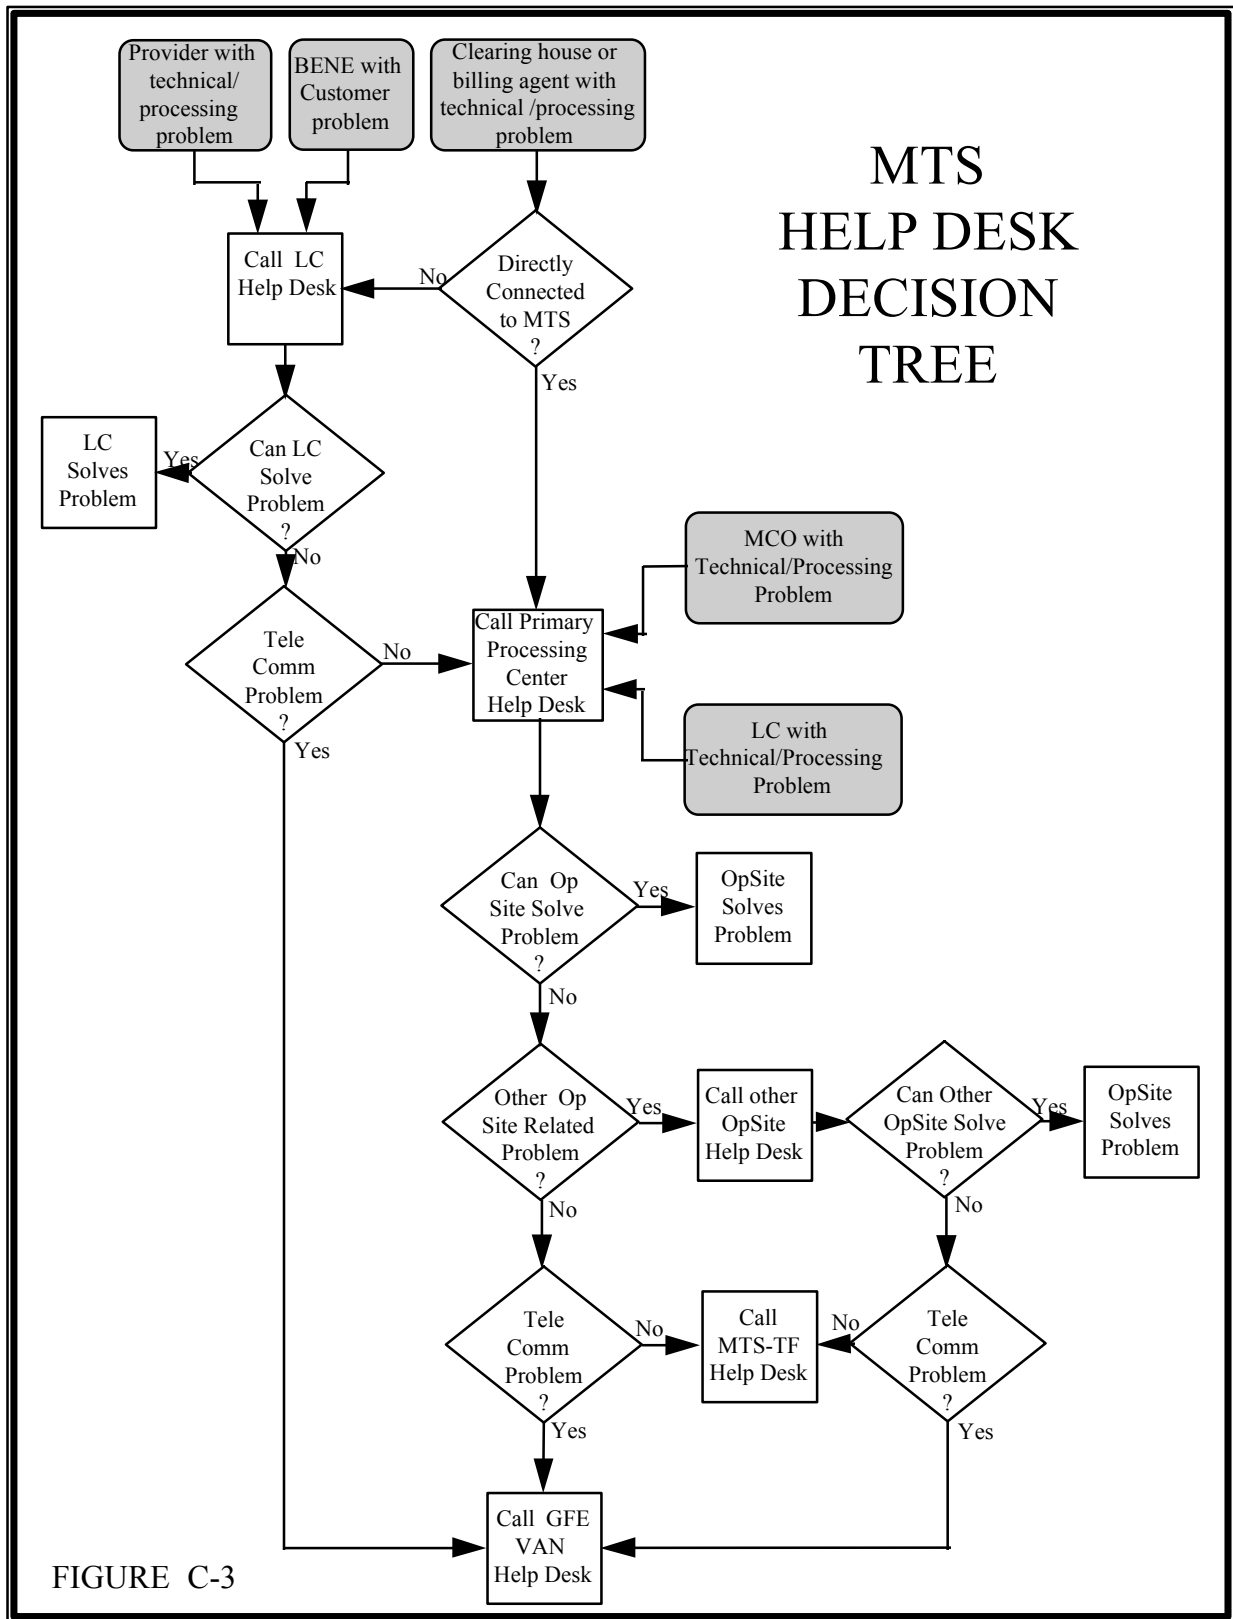 Provider with
technical/
processing
problem
BENE with
Customer
problem
Clearing house or
billing agent with
technical /processing
problem
MTS
HELP DESK
DECISION
TREE
Call LC
Help Desk
No
Directly
Connected
to MTS
?
Yes
LC
Solves
Problem
Yes
Can LC
Solve
Problem
?
No
MCO with
Technical/Processing
Problem
Tele
Comm
Problem
?
No
Yes
Call Primary
Processing
Center
Help Desk
LC with
Technical/Processing
Problem
Can Op
Site Solve
Problem
?
Yes
OpSite
Solves
Problem
No
Other Op
Site Related
Problem
?
Yes
Call other
OpSite
Help Desk
Can Other
OpSite Solve
Problem
?
Yes
OpSite
Solves
Problem
No
No
Tele
Comm
Problem
?
No
Call
MTS-TF
Help Desk
No
Tele
Comm
Problem
?
Yes
Yes
Call GFE
VAN
Help Desk
FIGURE C-3